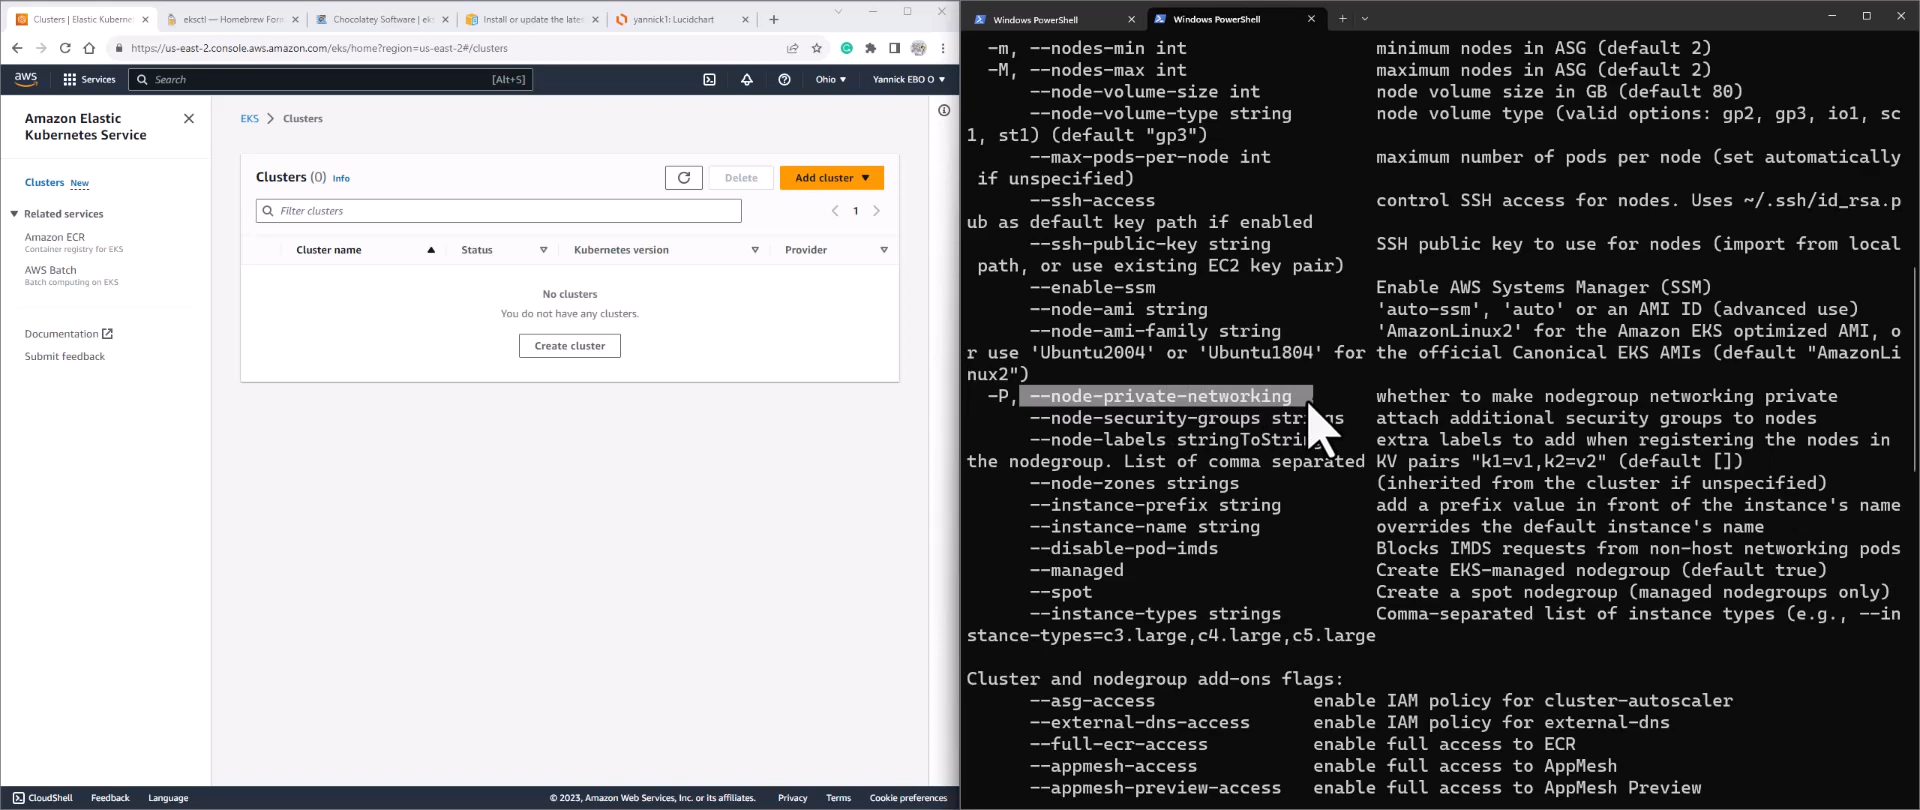 Clusters | Elastic Kubernet
eksctl — Homebrew Form
Chocolatey Software | eks
Install or update the lates
yannick1: Lucidchart
https://us-east-2.console.aws.amazon.com/eks/home?region=us-east-2#/clusters
aws
Services
Search
[Alt+S]
Ohio
Yannick EBO O
Amazon Elastic
Kubernetes Service
Clusters New
Related services
Amazon ECR
Container registry for EKS
AWS Batch
Batch computing on EKS
Documentation
Submit feedback
EKS
Clusters
Clusters (0) Info
Delete
Add cluster
Filter clusters
1
Cluster name
Status
Kubernetes version
Provider
No clusters
You do not have any clusters.
Create cluster
CloudShell
Feedback
Language
© 2023, Amazon Web Services, Inc. or its affiliates.
Privacy
Terms
Cookie preferences
Windows PowerShell
Windows PowerShell
-m, --nodes-min int minimum nodes in ASG (default 2)
-M, --nodes-max int maximum nodes in ASG (default 2)
--node-volume-size int node volume size in GB (default 80)
--node-volume-type string node volume type (valid options: gp2, gp3, io1, sc
1, st1) (default "gp3")
--max-pods-per-node int maximum number of pods per node (set automatically
if unspecified)
--ssh-access control SSH access for nodes. Uses ~/.ssh/id_rsa.p
ub as default key path if enabled
--ssh-public-key string SSH public key to use for nodes (import from local
path, or use existing EC2 key pair)
--enable-ssm Enable AWS Systems Manager (SSM)
--node-ami string 'auto-ssm', 'auto' or an AMI ID (advanced use)
--node-ami-family string 'AmazonLinux2' for the Amazon EKS optimized AMI, o
r use 'Ubuntu2004' or 'Ubuntu1804' for the official Canonical EKS AMIs (default "AmazonLi
nux2")
-P, --node-private-networking whether to make nodegroup networking private
--node-security-groups strings attach additional security groups to nodes
--node-labels stringToString extra labels to add when registering the nodes in
the nodegroup. List of comma separated KV pairs "k1=v1,k2=v2" (default [])
--node-zones strings (inherited from the cluster if unspecified)
--instance-prefix string add a prefix value in front of the instance's name
--instance-name string overrides the default instance's name
--disable-pod-imds Blocks IMDS requests from non-host networking pods
--managed Create EKS-managed nodegroup (default true)
--spot Create a spot nodegroup (managed nodegroups only)
--instance-types strings Comma-separated list of instance types (e.g., --in
stance-types=c3.large,c4.large,c5.large
Cluster and nodegroup add-ons flags:
--asg-access enable IAM policy for cluster-autoscaler
--external-dns-access enable IAM policy for external-dns
--full-ecr-access enable full access to ECR
--appmesh-access enable full access to AppMesh
--appmesh-preview-access enable full access to AppMesh Preview